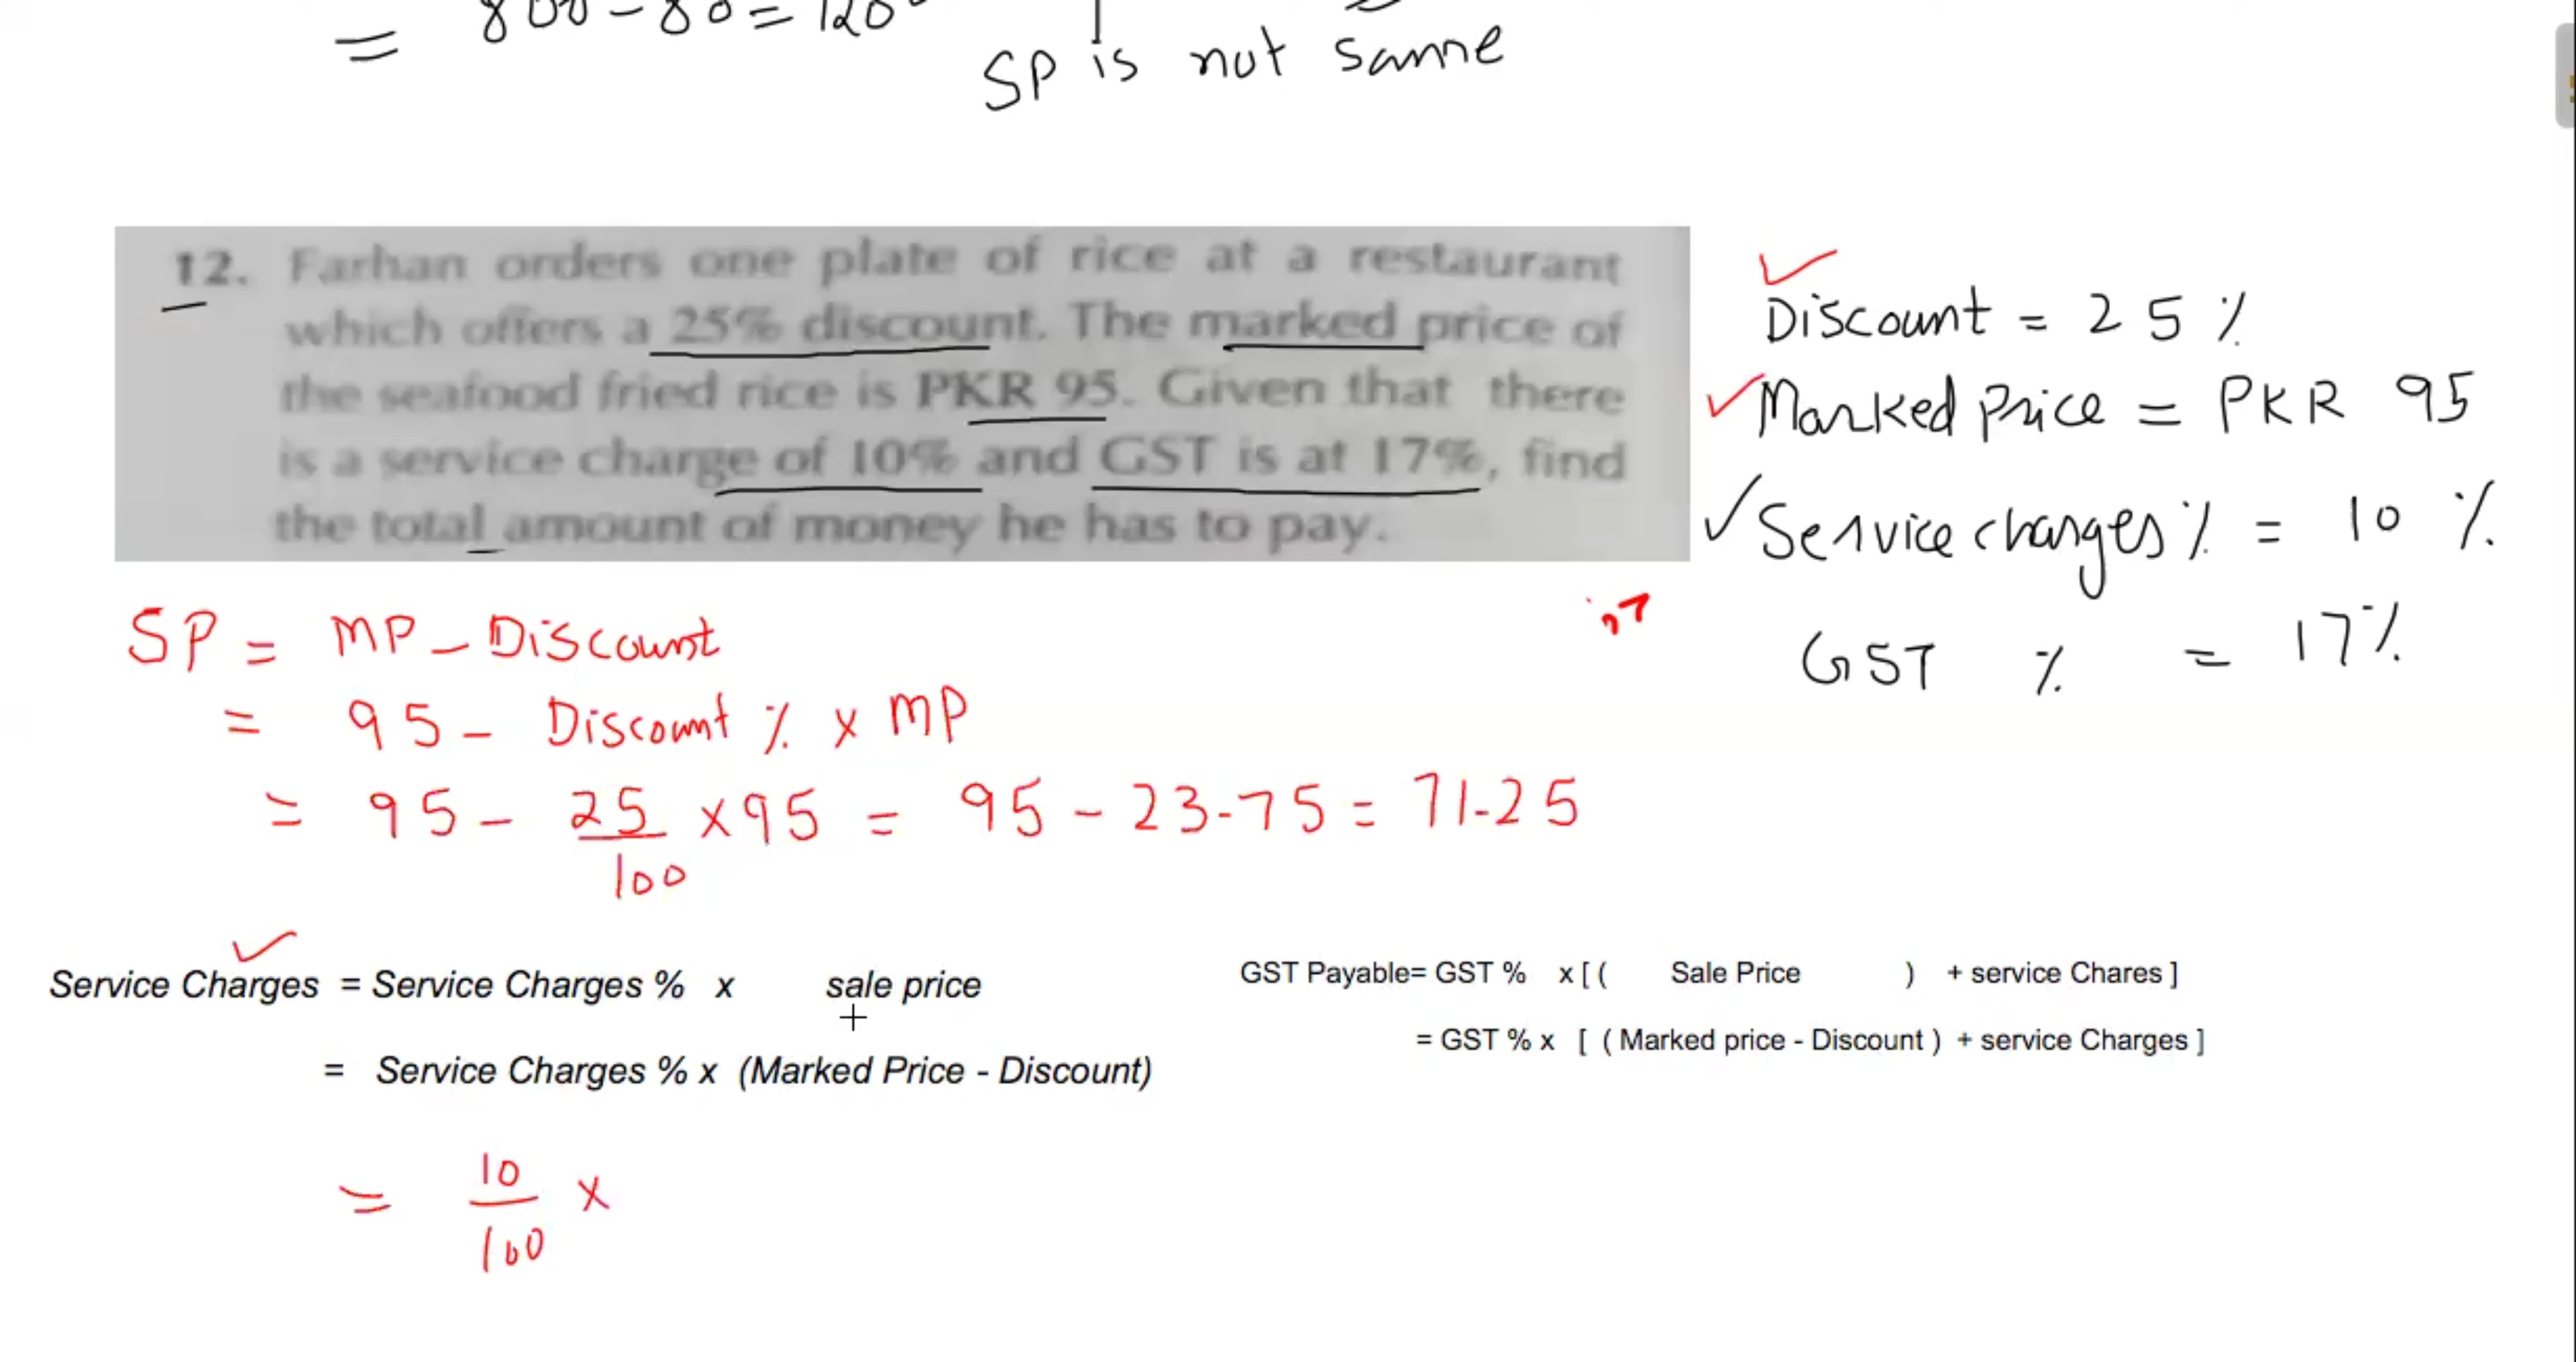 = 800 - 80 = 120
SP is not same
12. Farhan orders one plate of rice at a restaurant
which offers a 25% discount. The marked price of
the seafood fried rice is PKR 95. Given that there
is a service charge of 10% and GST is at 17%, find
the total amount of money he has to pay.
Discount = 25 %
Marked Price = PKR 95
Service charges % = 10 %
GST % = 17%
SP = MP - Discount
= 95 - Discount % x MP
= 95 - 25/100 x 95 = 95 - 23.75 = 71.25
Service Charges = Service Charges % x sale price
= Service Charges % x (Marked Price - Discount)
= 10/100 x
GST Payable= GST % x [ ( Sale Price ) + service Chares ]
= GST % x [ ( Marked price - Discount ) + service Charges ]